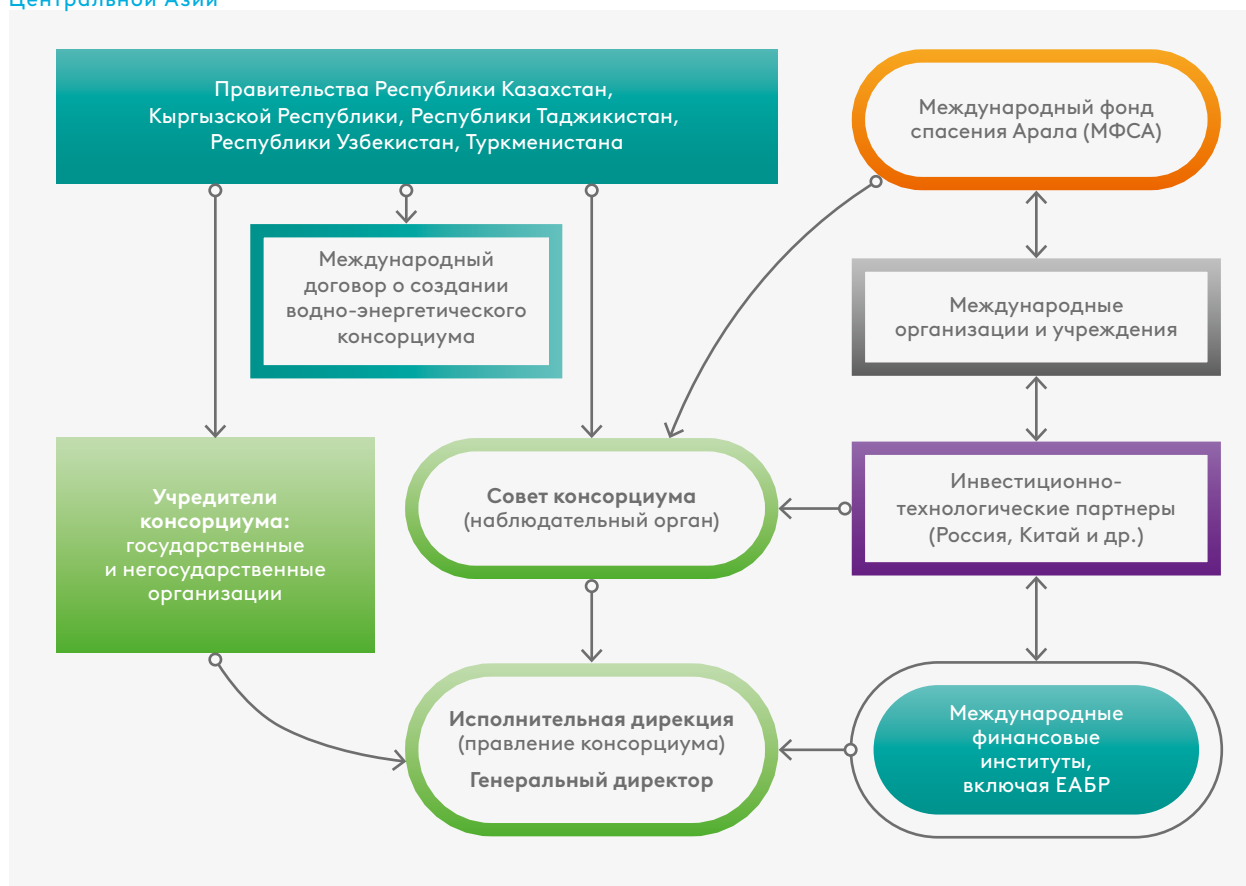 Центральной Азии
Правительства Республики Казахстан,
Кыргызской Республики, Республики Таджикистан,
Республики Узбекистан, Туркменистана
Международный фонд
спасения Арала (МФСА)
Международный
договор о создании
водно-энергетического
консорциума
Международные
организации и учреждения
Учредители
консорциума:
государственные
и негосударственные
организации
Совет консорциума
(наблюдательный орган)
Инвестиционно-
технологические партнеры
(Россия, Китай и др.)
Исполнительная дирекция
(правление консорциума)
Генеральный директор
Международные
финансовые
институты,
включая ЕАБР